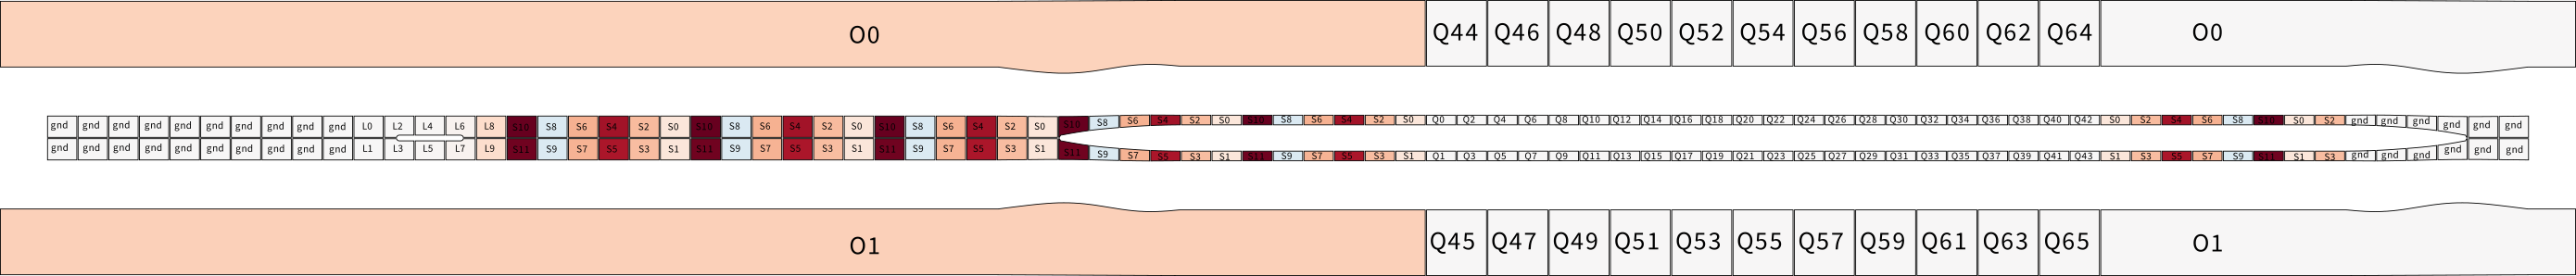 O0 Q44 Q46 Q48 Q50 Q52 Q54 Q56 Q58 Q60 Q62 Q64 O0
gnd gnd gnd gnd gnd gnd gnd gnd gnd gnd L0 L2 L4 L6 L8 S10 S8 S6 S4 S2 S0 S10 S8 S6 S4 S2 S0 S10 S8 S6 S4 S2 S0 S10 S8 S6 S4 S2 S0 S10 S8 S6 S4 S2 S0 Q0 Q2 Q4 Q6 Q8 Q10 Q12 Q14 Q16 Q18 Q20 Q22 Q24 Q26 Q28 Q30 Q32 Q34 Q36 Q38 Q40 Q42 S0 S2 S4 S6 S8 S10 S0 S2 gnd gnd gnd gnd gnd gnd
gnd gnd gnd gnd gnd gnd gnd gnd gnd gnd L1 L3 L5 L7 L9 S11 S9 S7 S5 S3 S1 S11 S9 S7 S5 S3 S1 S11 S9 S7 S5 S3 S1 S11 S9 S7 S5 S3 S1 S11 S9 S7 S5 S3 S1 Q1 Q3 Q5 Q7 Q9 Q11 Q13 Q15 Q17 Q19 Q21 Q23 Q25 Q27 Q29 Q31 Q33 Q35 Q37 Q39 Q41 Q43 S1 S3 S5 S7 S9 S11 S1 S3 gnd gnd gnd gnd gnd gnd
O1 Q45 Q47 Q49 Q51 Q53 Q55 Q57 Q59 Q61 Q63 Q65 O1